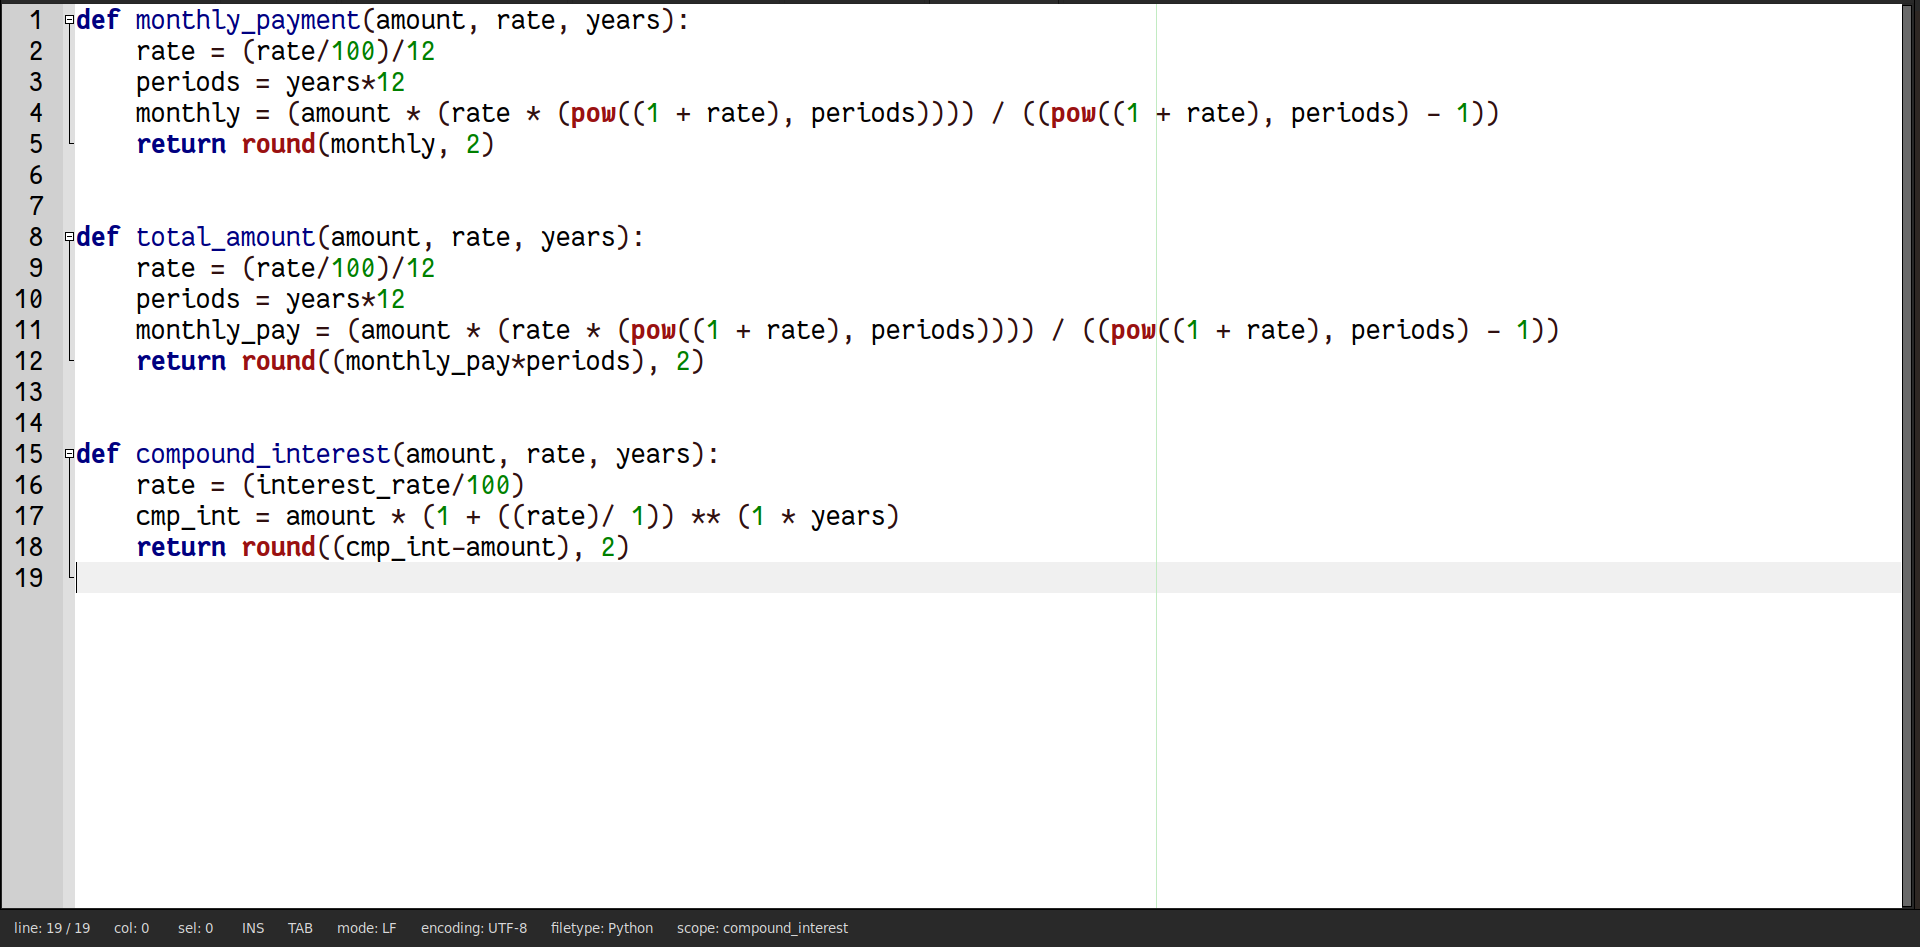 1 def monthly_payment(amount, rate, years):
2     rate = (rate/100)/12
3     periods = years*12
4     monthly = (amount * (rate * (pow((1 + rate), periods)))) / ((pow((1 + rate), periods) - 1))
5     return round(monthly, 2)
6
7
8 def total_amount(amount, rate, years):
9     rate = (rate/100)/12
10     periods = years*12
11     monthly_pay = (amount * (rate * (pow((1 + rate), periods)))) / ((pow((1 + rate), periods) - 1))
12     return round((monthly_pay*periods), 2)
13
14
15 def compound_interest(amount, rate, years):
16     rate = (interest_rate/100)
17     cmp_int = amount * (1 + ((rate)/ 1)) ** (1 * years)
18     return round((cmp_int-amount), 2)
19
line: 19 / 19 col: 0 sel: 0 INS TAB mode: LF encoding: UTF-8 filetype: Python scope: compound_interest